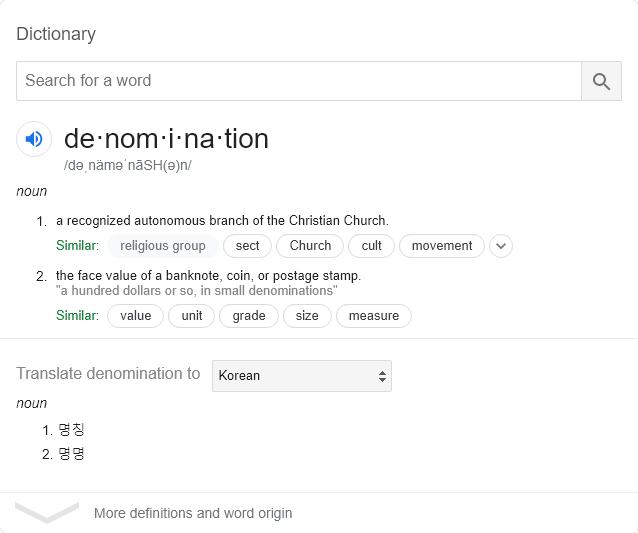 Dictionary
Search for a word
de·nom·i·na·tion
/dəˌnäməˈnāSH(ə)n/
noun
1. a recognized autonomous branch of the Christian Church.
Similar: religious group sect Church cult movement
2. the face value of a banknote, coin, or postage stamp.
"a hundred dollars or so, in small denominations"
Similar: value unit grade size measure
Translate denomination to Korean
noun
1. 명칭
2. 명명
More definitions and word origin